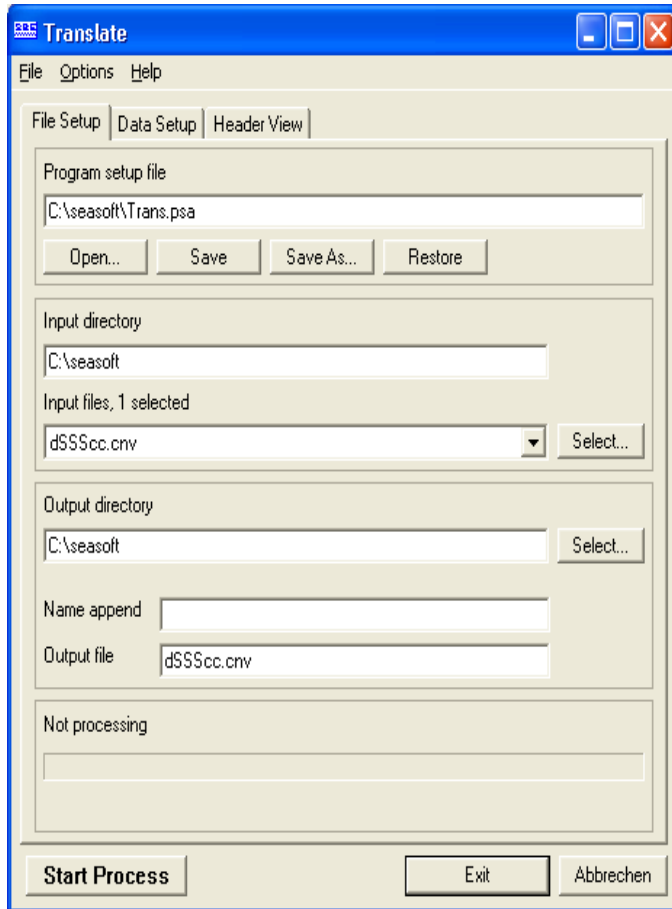 Translate
File Options Help
File Setup Data Setup Header View
Program setup file
C:\seasoft\Trans.psa
Open... Save Save As... Restore
Input directory
C:\seasoft
Input files, 1 selected
dSSScc.cnv Select...
Output directory
C:\seasoft Select...
Name append
Output file dSSScc.cnv
Not processing
Start Process Exit Abbrechen